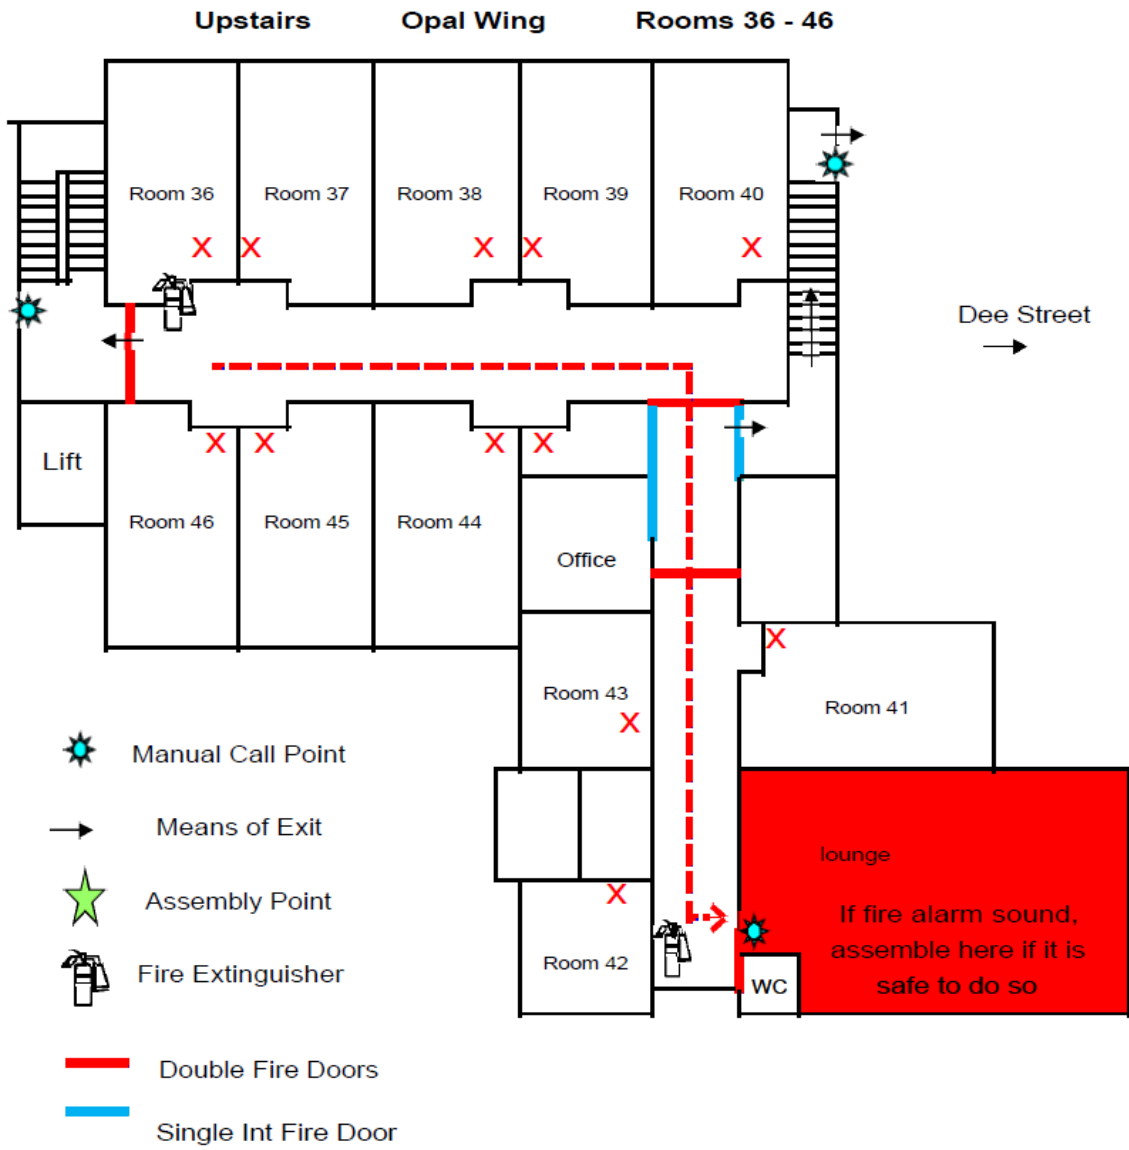 Upstairs Opal Wing Rooms 36 - 46
Room 36 Room 37 Room 38 Room 39 Room 40
X X X X X
Dee Street
X X X X
Lift
Room 46 Room 45 Room 44
Office
X
Room 43
X
Room 41
Manual Call Point
Means of Exit
lounge
X
Assembly Point
If fire alarm sound,
assemble here if it is
safe to do so
Room 42
WC
Fire Extinguisher
Double Fire Doors
Single Int Fire Door